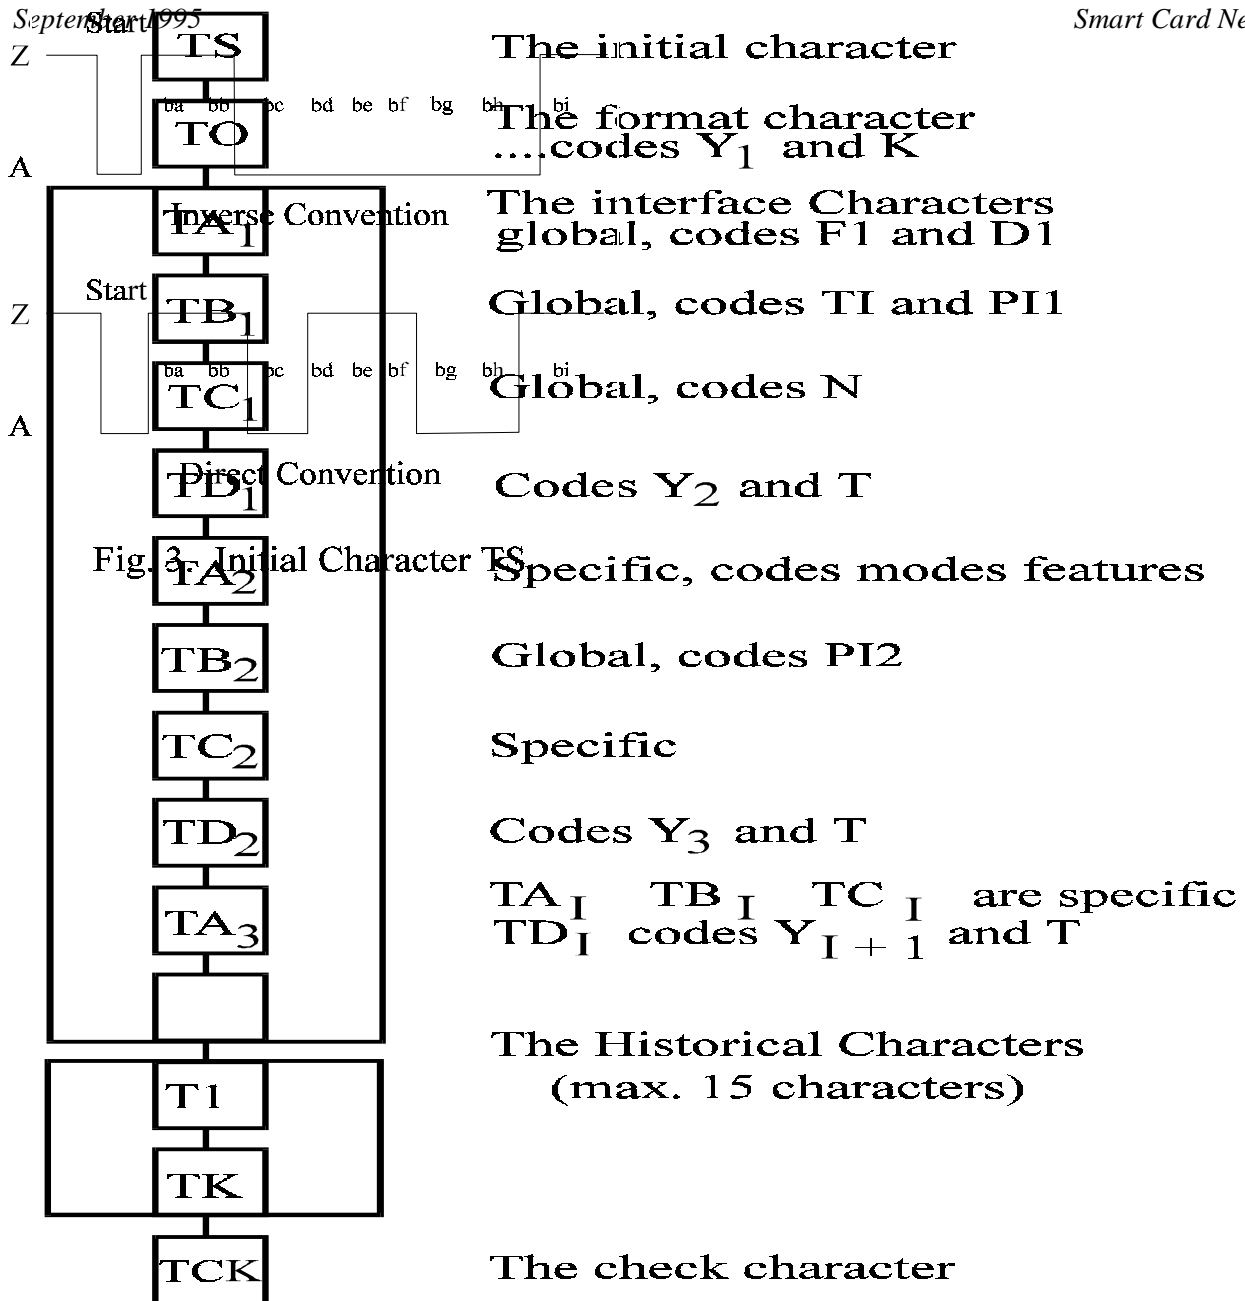 September 1995
Smart Card Ne
Start
Z
TS
The initial character
ba bb bc bd be bf bg bh bi
TO
The format character
....codes Y1 and K
A
Inverse Convention
TA1
The interface Characters
global, codes F1 and D1
Start
Z
TB1
Global, codes TI and PI1
ba bb bc bd be bf bg bh bi
TC1
Global, codes N
A
Direct Convention
TD1
Codes Y2 and T
Fig. 3. Initial Character TS
TA2
Specific, codes modes features
TB2
Global, codes PI2
TC2
Specific
TD2
Codes Y3 and T
TA3
TAI TBI TCI are specific
TDI codes YI + 1 and T
The Historical Characters
(max. 15 characters)
T1
TK
TCK
The check character